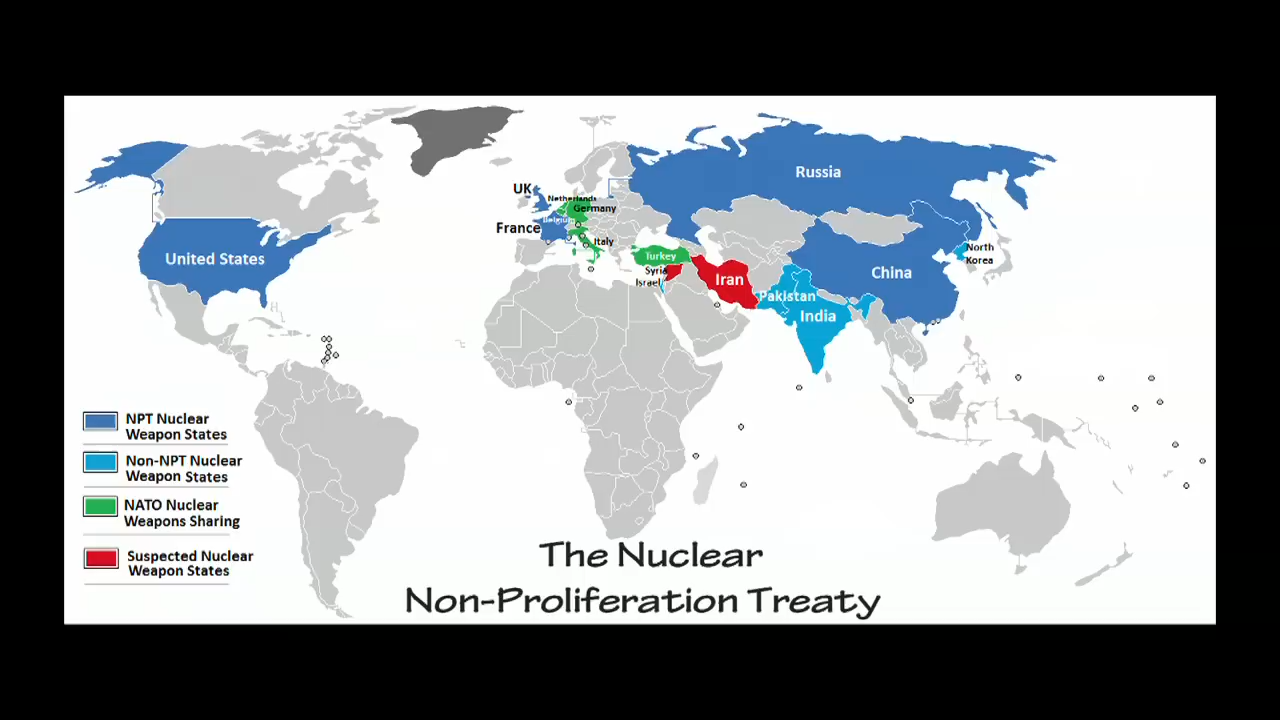 UK
Netherlands
Germany
Belgium
France
Italy
Russia
United States
Turkey
Syria
Israel
Iran
Pakistan
India
China
North
Korea
NPT Nuclear
Weapon States
Non-NPT Nuclear
Weapon States
NATO Nuclear
Weapons Sharing
Suspected Nuclear
Weapon States
The Nuclear
Non-Proliferation Treaty